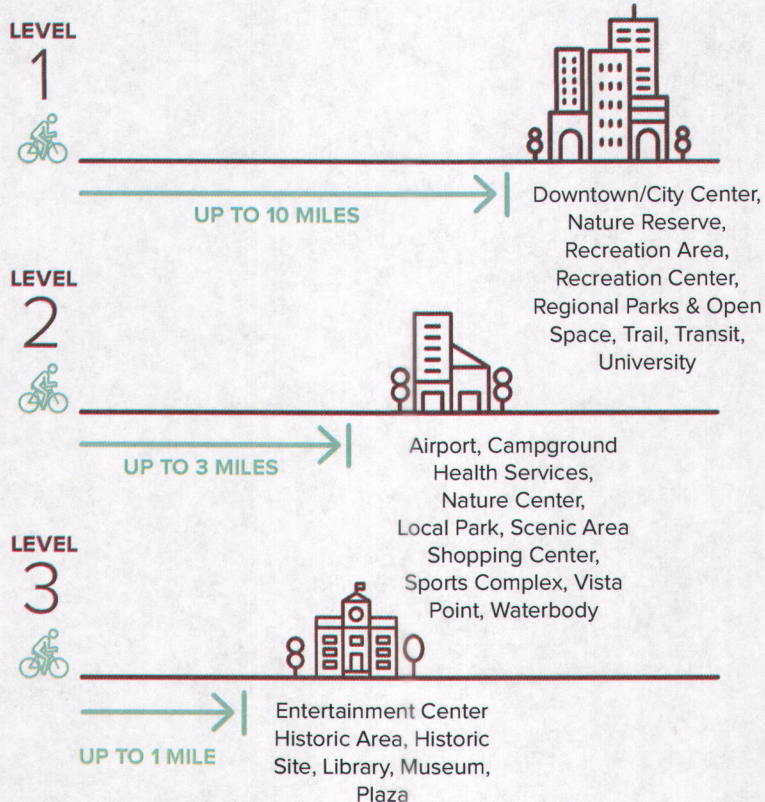 LEVEL
1
UP TO 10 MILES
Downtown/City Center,
Nature Reserve,
Recreation Area,
Recreation Center,
Regional Parks & Open
Space, Trail, Transit,
University
LEVEL
2
UP TO 3 MILES
Airport, Campground
Health Services,
Nature Center,
Local Park, Scenic Area
Shopping Center,
Sports Complex, Vista
Point, Waterbody
LEVEL
3
UP TO 1 MILE
Entertainment Center
Historic Area, Historic
Site, Library, Museum,
Plaza